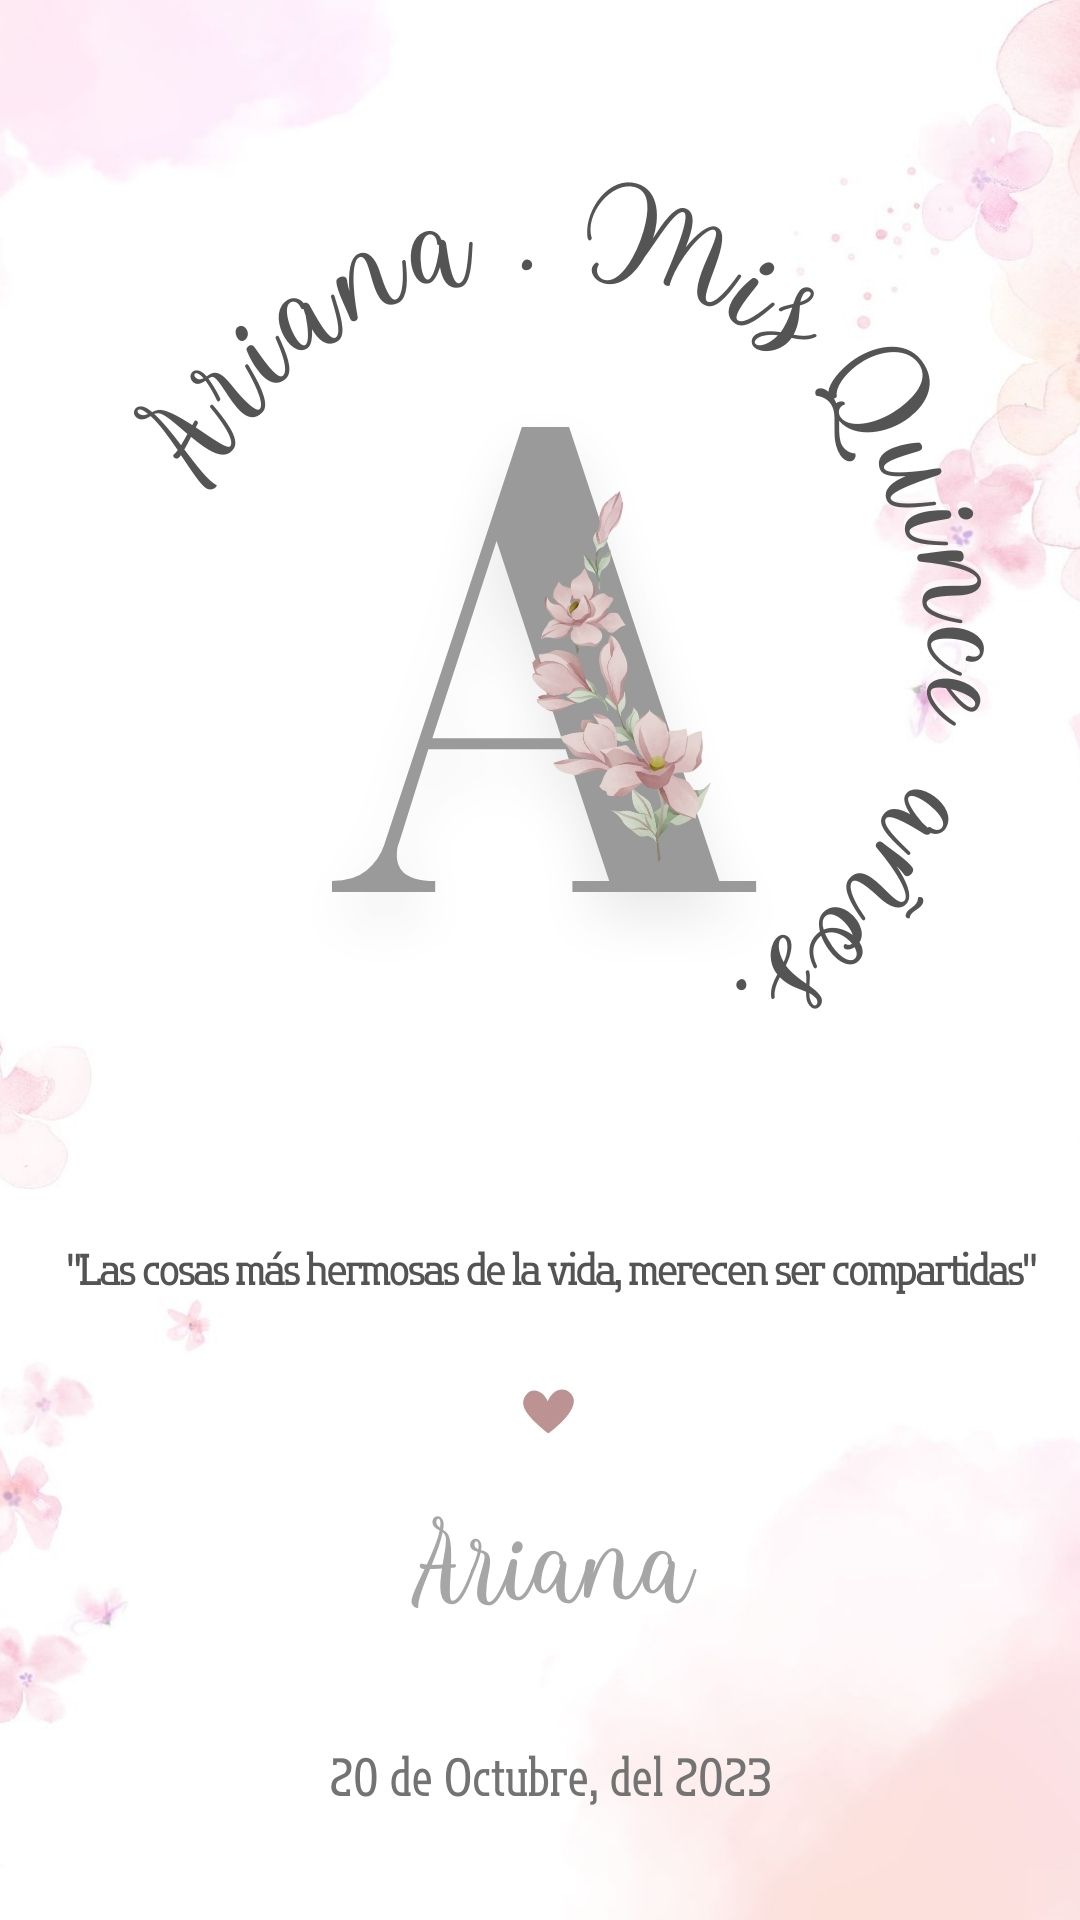 Ariana . Mis Quince años.
A
"Las cosas más hermosas de la vida, merecen ser compartidas"
Ariana
20 de Octubre, del 2023